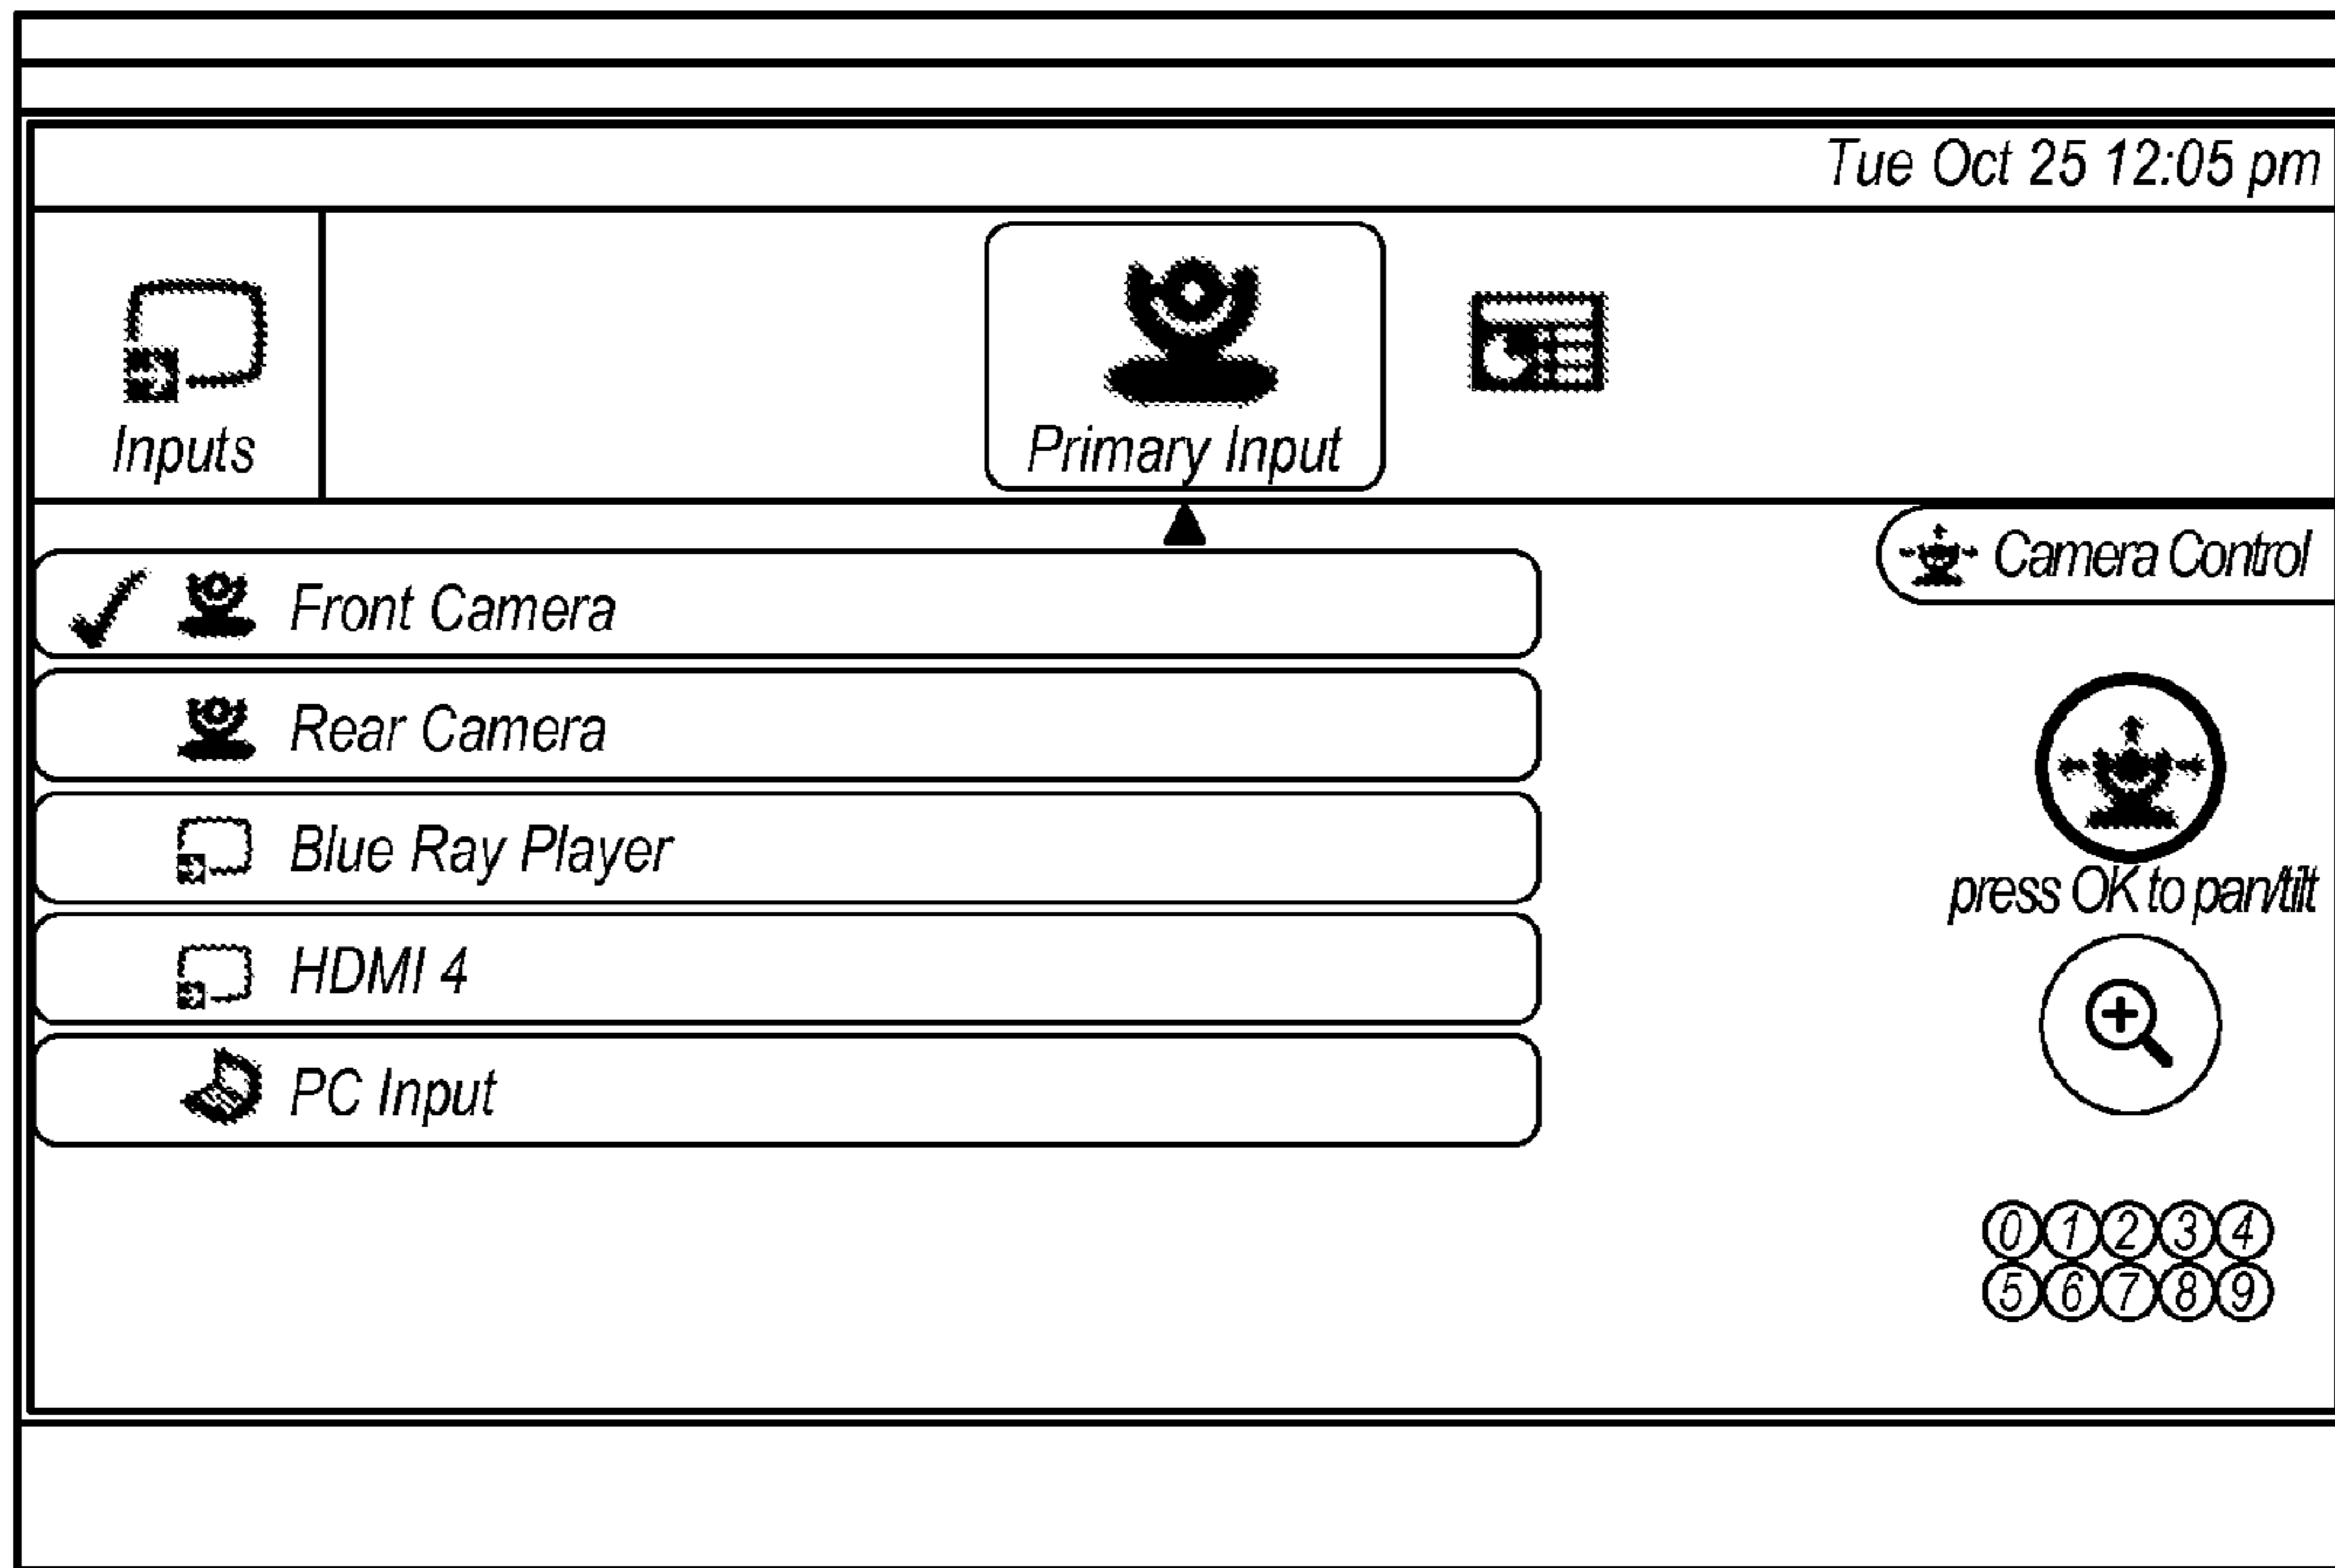 Tue Oct 25 12:05 pm
Inputs
Primary Input
Camera Control
Front Camera
Rear Camera
Blue Ray Player
HDMI 4
PC Input
press OK to pan/tilt
0 1 2 3 4
5 6 7 8 9